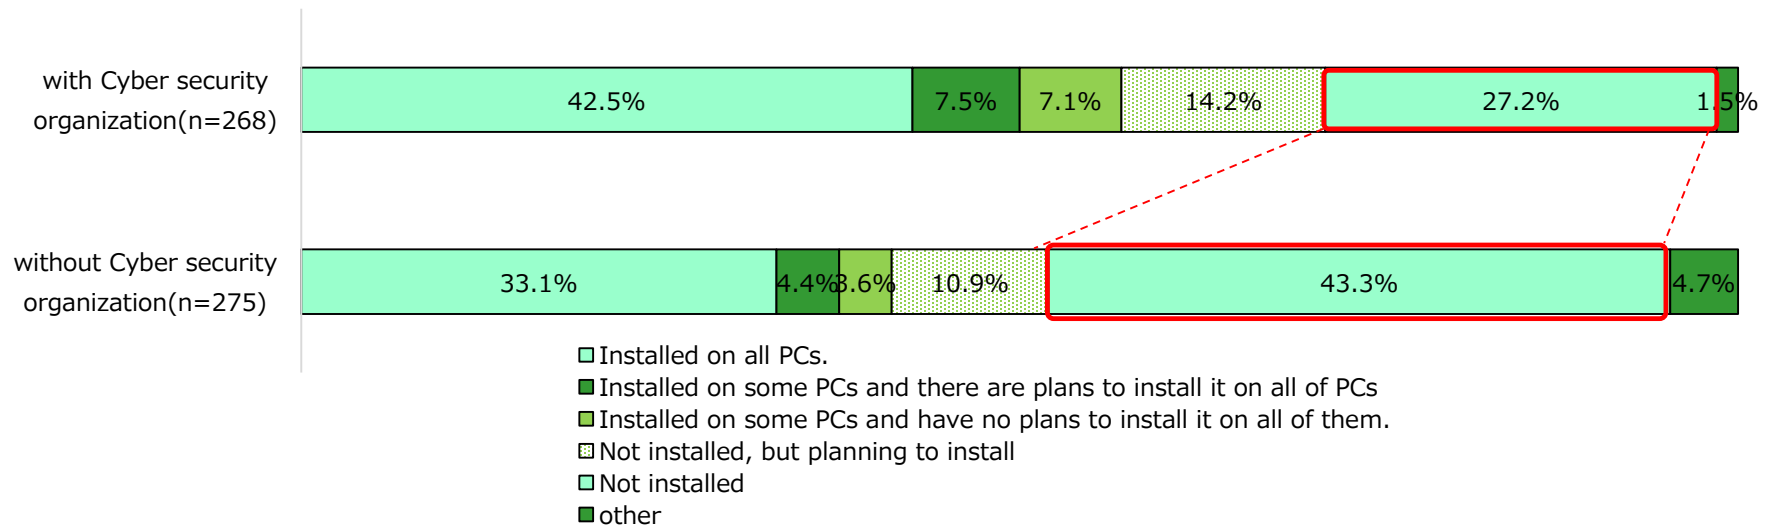 with Cyber security
organization(n=268)
42.5%
7.5%
7.1%
14.2%
27.2%
1.5%
without Cyber security
organization(n=275)
33.1%
4.4%
3.6%
10.9%
43.3%
4.7%
Installed on all PCs.
Installed on some PCs and there are plans to install it on all of PCs
Installed on some PCs and have no plans to install it on all of them.
Not installed, but planning to install
Not installed
other